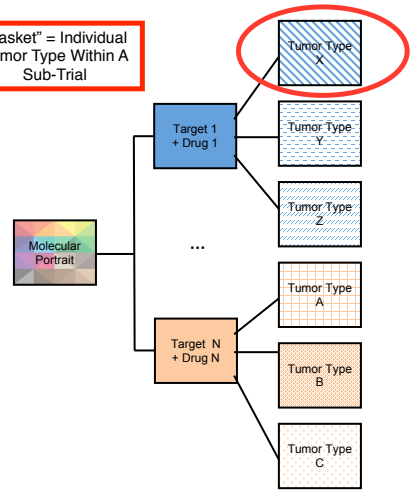 asket” = Individual
mor Type Within A
Sub-Trial
Tumor Type
X
Target 1
+ Drug 1
Tumor Type
Y
Tumor Type
Z
Molecular
Portrait
...
Tumor Type
A
Target N
+ Drug N
Tumor Type
B
Tumor Type
C